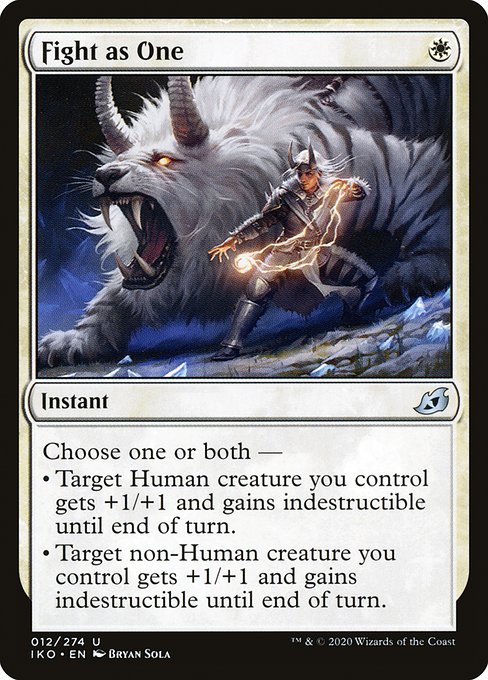 Fight as One
Instant
Choose one or both —
• Target Human creature you control
gets +1/+1 and gains indestructible
until end of turn.
• Target non-Human creature you
control gets +1/+1 and gains
indestructible until end of turn.
012/274 U
IKO • EN Bryan Sola
™ & © 2020 Wizards of the Coast